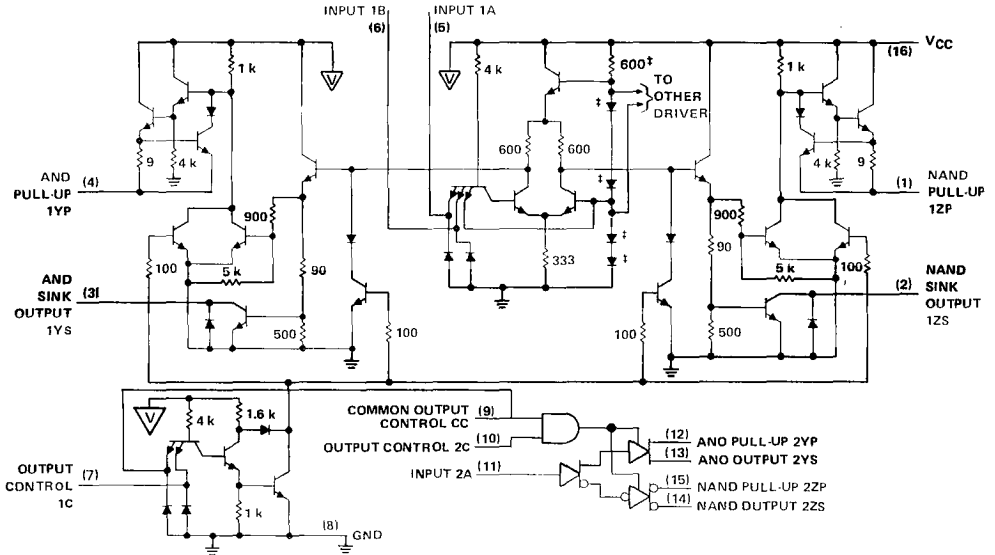 INPUT 1B
(6)
INPUT 1A
(5)
VCC
(16)
1 k
V
V
4 k
600‡
TO
OTHER
DRIVER
‡
1 k
9
4 k
600
600
4 k
9
AND
PULL-UP
1YP
(4)
‡
(1)
NAND
PULL-UP
1ZP
900
‡
900
100
5 k
90
333
‡
90
5 k
100
AND
SINK
OUTPUT
1YS
(3l
(2)
NAND
SINK
OUTPUT
1ZS
500
100
100
500
V
4 k
1.6 k
COMMON OUTPUT
CONTROL CC
(9)
OUTPUT CONTROL 2C
(10)
(12)
ANO PULL-UP 2YP
(13)
ANO OUTPUT 2YS
INPUT 2A
(11)
OUTPUT
CONTROL
1C
(7)
(15)
NAND PULL-UP 2ZP
(14)
NAND OUTPUT 2ZS
1 k
(8)
GND